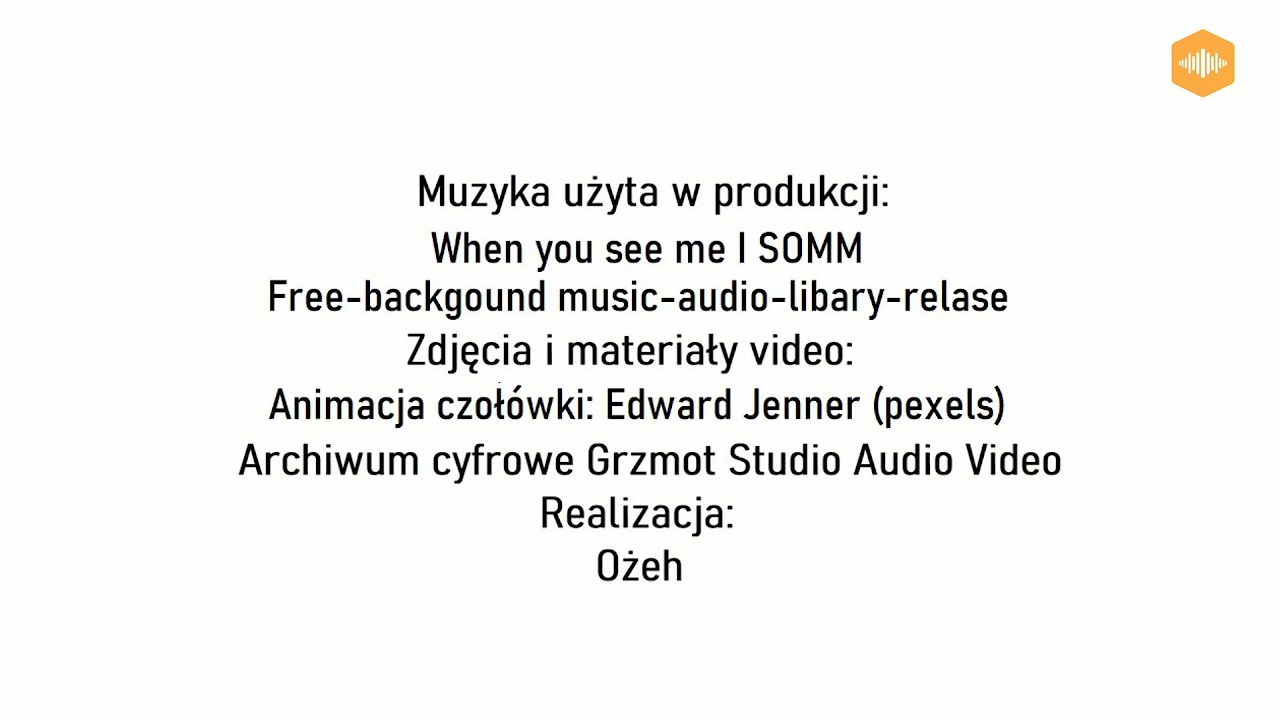 Muzyka użyta w produkcji:
When you see me I SOMM
Free-backgound music-audio-libary-relase
Zdjęcia i materiały video:
Animacja czołówki: Edward Jenner (pexels)
Archiwum cyfrowe Grzmot Studio Audio Video
Realizacja:
Ożeh